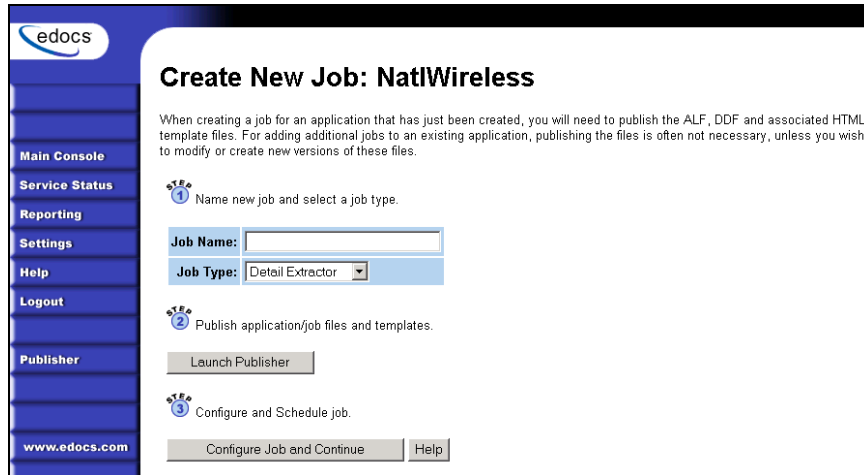 edocs
Create New Job: NatlWireless
When creating a job for an application that has just been created, you will need to publish the ALF, DDF and associated HTML
template files. For adding additional jobs to an existing application, publishing the files is often not necessary, unless you wish
to modify or create new versions of these files.
Main Console
Service Status
Reporting
Settings
Help
Logout
Publisher
www.edocs.com
STEP 1 Name new job and select a job type.
Job Name:
Job Type: Detail Extractor
STEP 2 Publish application/job files and templates.
Launch Publisher
STEP 3 Configure and Schedule job.
Configure Job and Continue Help